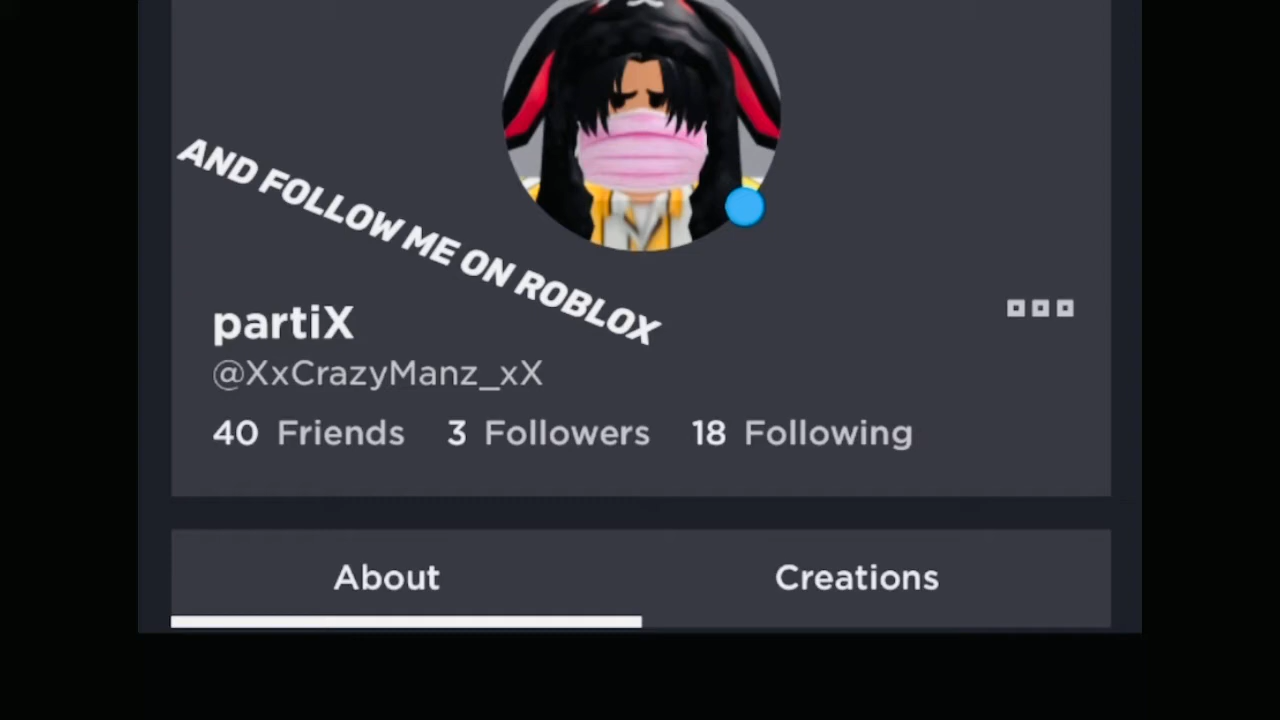 AND FOLLOW ME ON ROBLOX
partiX
@XxCrazyManz_xX
40 Friends 3 Followers 18 Following
About Creations